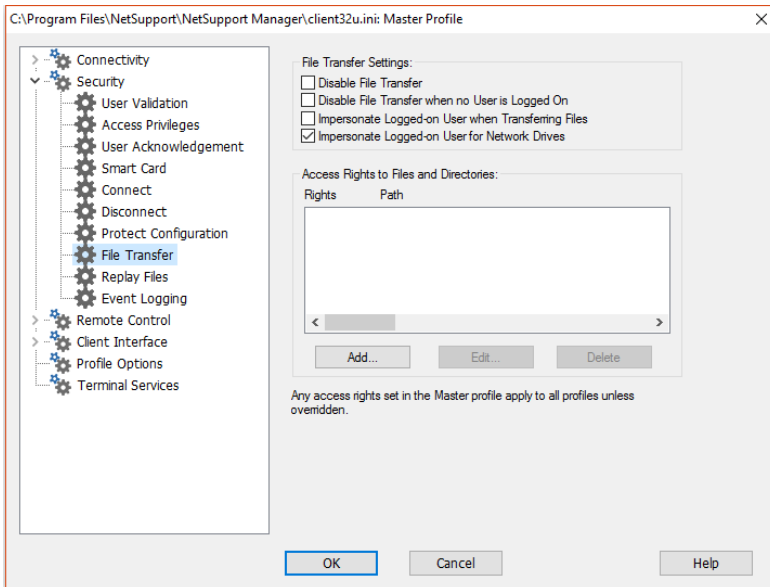 C:\Program Files\NetSupport\NetSupport Manager\client32u.ini: Master Profile
Connectivity
Security
User Validation
Access Privileges
User Acknowledgement
Smart Card
Connect
Disconnect
Protect Configuration
File Transfer
Replay Files
Event Logging
Remote Control
Client Interface
Profile Options
Terminal Services
File Transfer Settings:
Disable File Transfer
Disable File Transfer when no User is Logged On
Impersonate Logged-on User when Transferring Files
Impersonate Logged-on User for Network Drives
Access Rights to Files and Directories:
Rights Path
Add... Edit... Delete
Any access rights set in the Master profile apply to all profiles unless
overridden.
OK Cancel Help